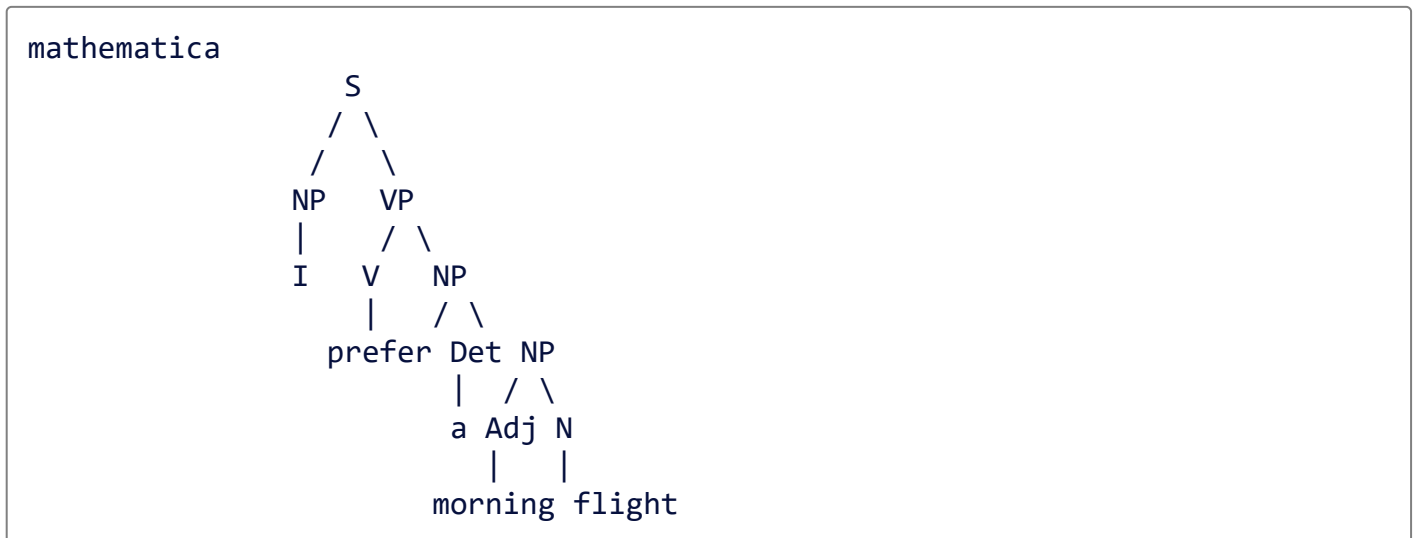 mathematica
S
/ \
/ \
NP VP
| / \
I V NP
| / \
prefer Det NP
| / \
a Adj N
| |
morning flight